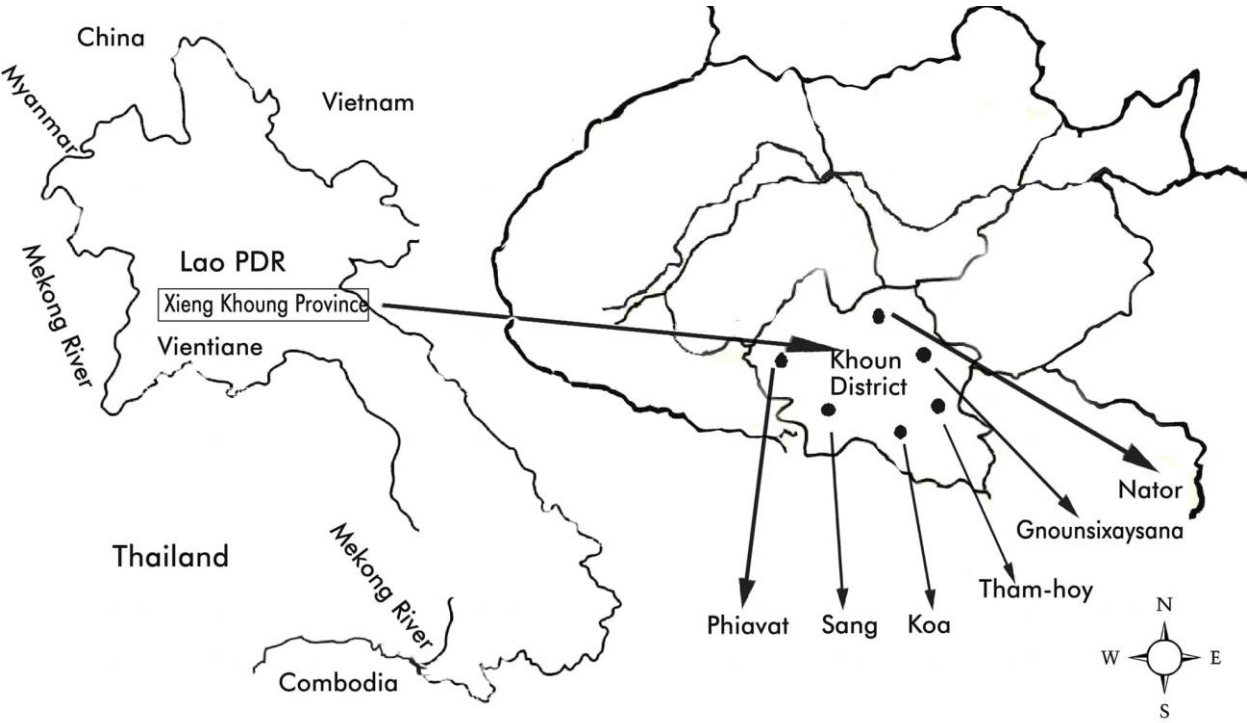 China
Myanmar
Vietnam
Mekong River
Lao PDR
Xieng Khoung Province
Vientiane
Thailand
Mekong River
Combodia
Khoun
District
Nator
Gnounsixaysana
Tham-hoy
Phiavat
Sang
Koa
N
W
E
S